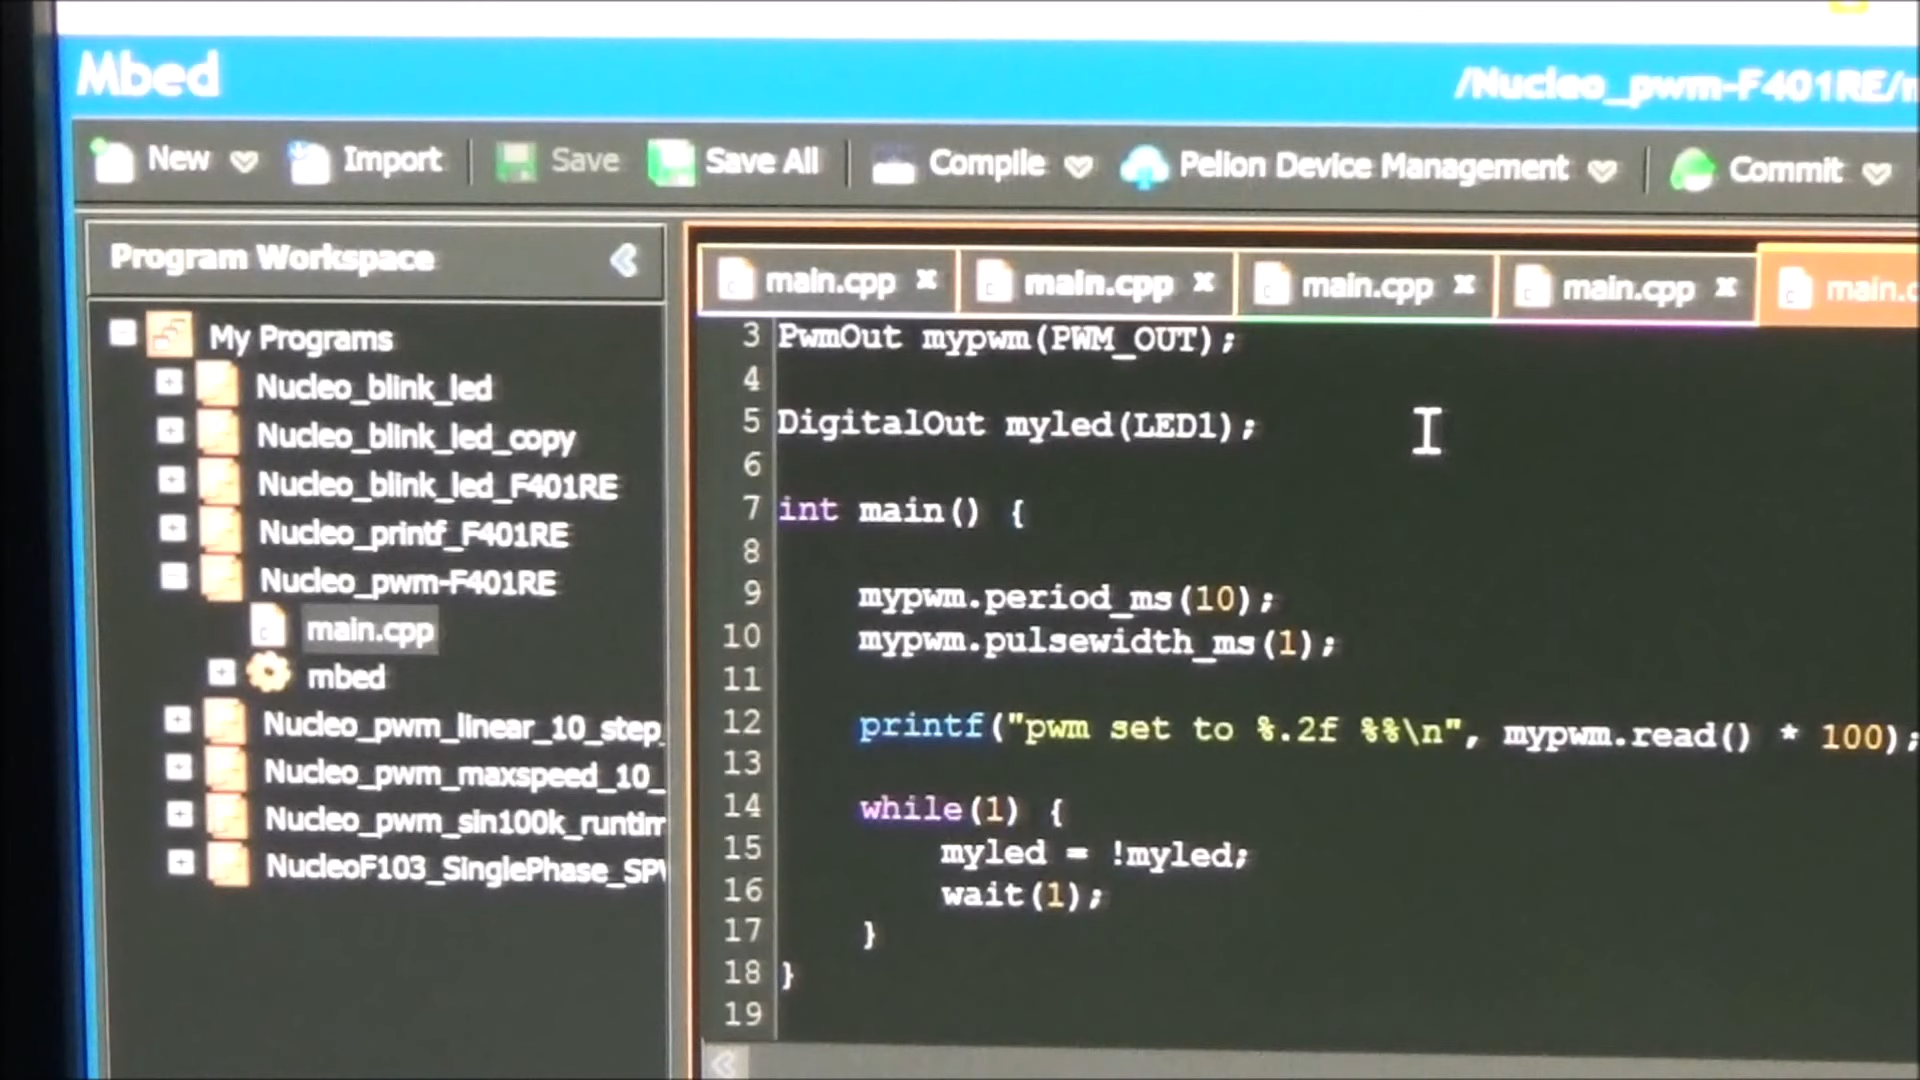 Mbed
/Nucleo_pwm-F401RE/
New Import Save Save All Compile Pelion Device Management Commit
Program Workspace
main.cpp main.cpp main.cpp main.cpp
My Programs
Nucleo_blink_led
Nucleo_blink_led_copy
Nucleo_blink_led_F401RE
Nucleo_printf_F401RE
Nucleo_pwm-F401RE
main.cpp
mbed
Nucleo_pwm_linear_10_step_
Nucleo_pwm_maxspeed_10_
Nucleo_pwm_sin100k_runtim
NucleoF103_SinglePhase_SPV
3 PwmOut mypwm(PWM_OUT);
4
5 DigitalOut myled(LED1);
6
7 int main() {
8
9 mypwm.period_ms(10);
10 mypwm.pulsewidth_ms(1);
11
12 printf("pwm set to %.2f %%\n", mypwm.read() * 100);
13
14 while(1) {
15 myled = !myled;
16 wait(1);
17 }
18 }
19